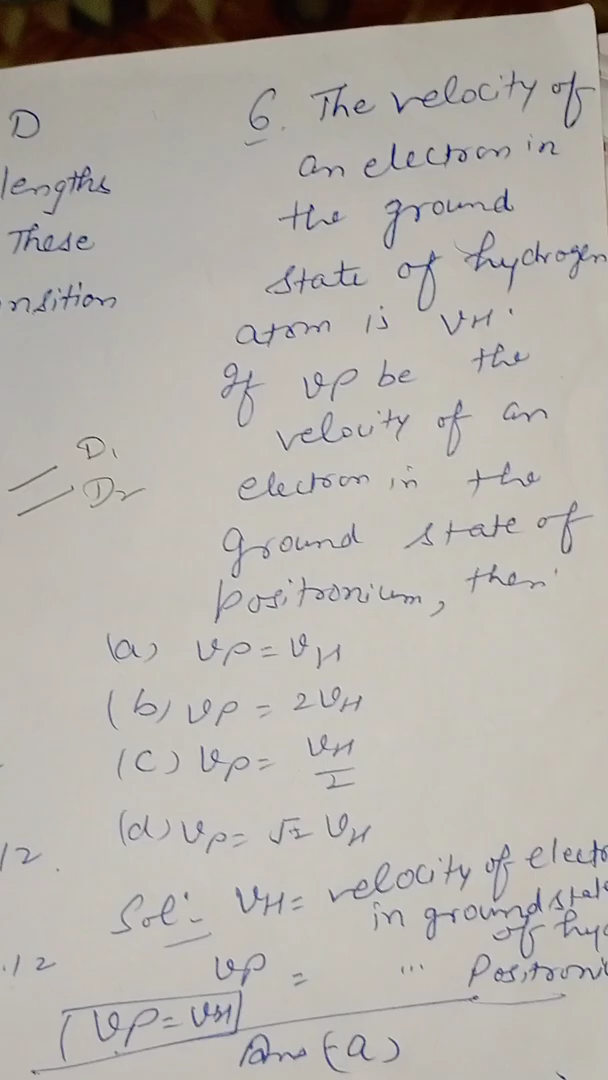 D
lengths
These
nsition
D1
D2
12.
.12
6. The velocity of
an electron in
the ground
state of hydrogen
atom is VH.
If vp be the
velocity of an
electron in the
ground state of
positronium, then
(a) vp = vH
(b) vp = 2vH
(c) vp = vH/2
(d) vp = √2 vH
Sol:- VH = velocity of electr
in ground state
of hyd
vp = ... Positroni
vp = vH
Ans (a)